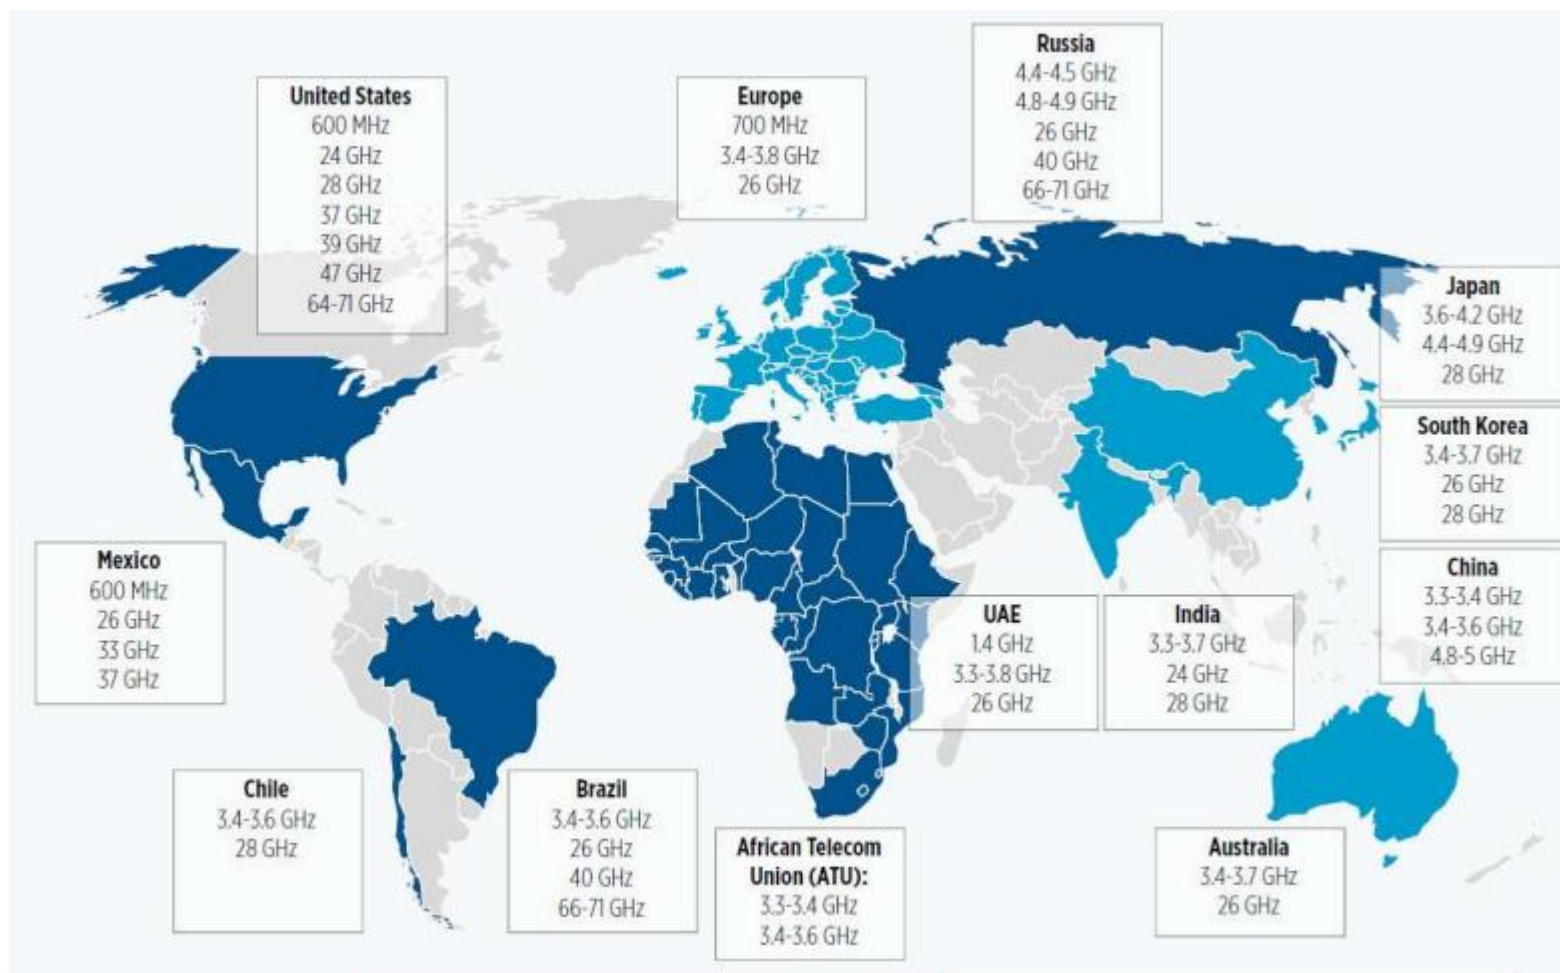 United States
600 MHz
24 GHz
28 GHz
37 GHz
39 GHz
47 GHz
64-71 GHz
Europe
700 MHz
3.4-3.8 GHz
26 GHz
Russia
4.4-4.5 GHz
4.8-4.9 GHz
26 GHz
40 GHz
66-71 GHz
Japan
3.6-4.2 GHz
4.4-4.9 GHz
28 GHz
South Korea
3.4-3.7 GHz
26 GHz
28 GHz
China
3.3-3.4 GHz
3.4-3.6 GHz
4.8-5 GHz
Mexico
600 MHz
26 GHz
33 GHz
37 GHz
UAE
1.4 GHz
3.3-3.8 GHz
26 GHz
India
3.3-3.7 GHz
24 GHz
28 GHz
Chile
3.4-3.6 GHz
28 GHz
Brazil
3.4-3.6 GHz
26 GHz
40 GHz
66-71 GHz
African Telecom
Union (ATU):
3.3-3.4 GHz
3.4-3.6 GHz
Australia
3.4-3.7 GHz
26 GHz